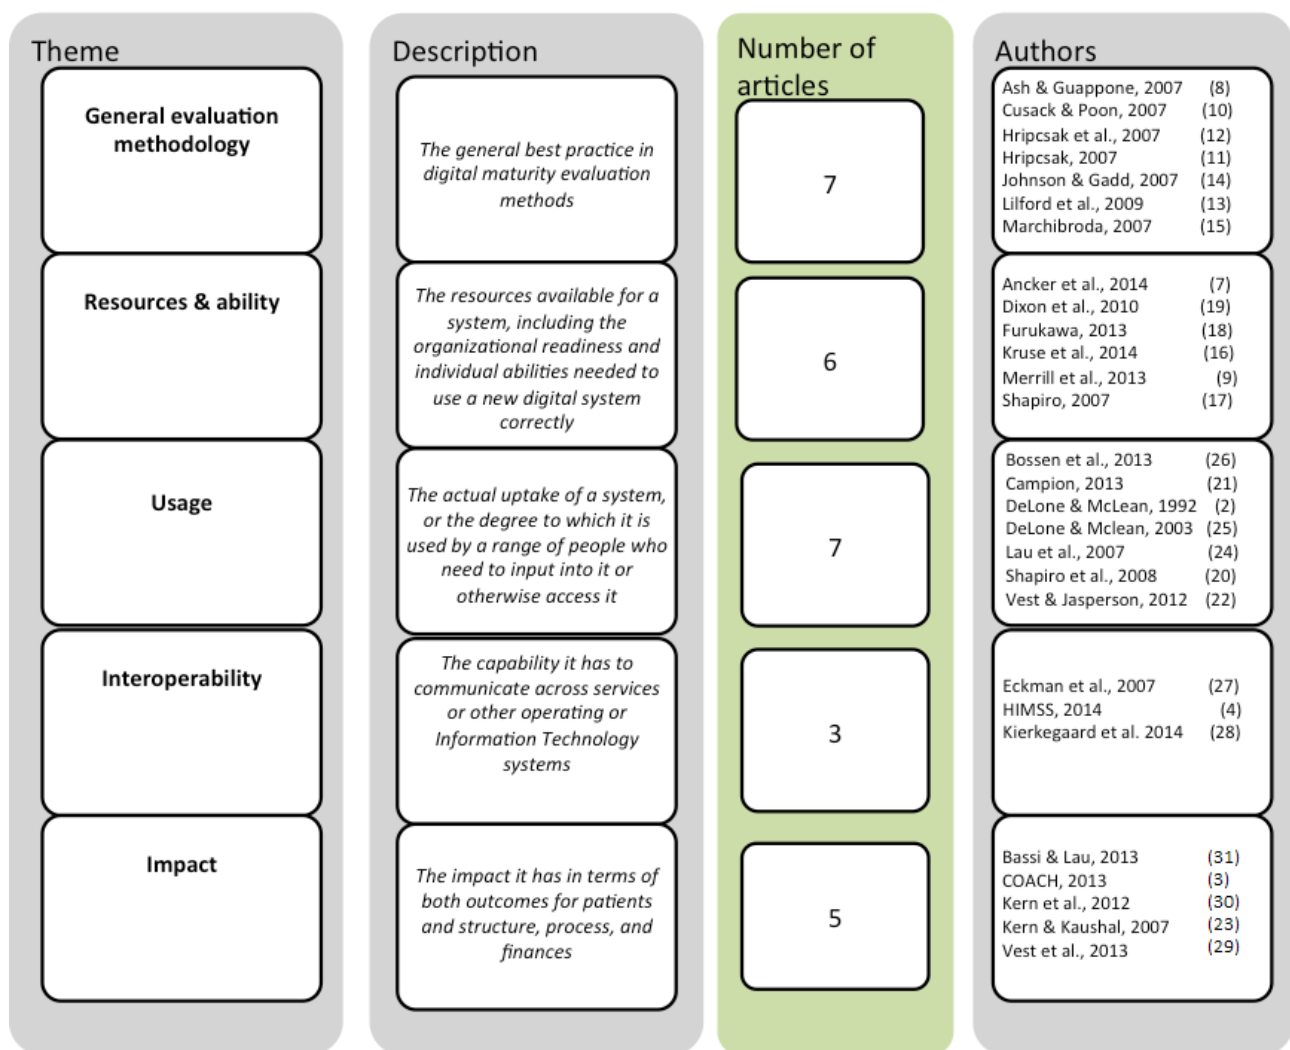 Theme
General evaluation
methodology
Resources & ability
Usage
Interoperability
Impact
Description
The general best practice in
digital maturity evaluation
methods
The resources available for a
system, including the
organizational readiness and
individual abilities needed to
use a new digital system
correctly
The actual uptake of a system,
or the degree to which it is
used by a range of people who
need to input into it or
otherwise access it
The capability it has to
communicate across services
or other operating or
Information Technology
systems
The impact it has in terms of
both outcomes for patients
and structure, process, and
finances
Number of
articles
7
6
7
3
5
Authors
Ash & Guappone, 2007 (8)
Cusack & Poon, 2007 (10)
Hripcsak et al., 2007 (12)
Hripcsak, 2007 (11)
Johnson & Gadd, 2007 (14)
Lilford et al., 2009 (13)
Marchibroda, 2007 (15)
Ancker et al., 2014 (7)
Dixon et al., 2010 (19)
Furukawa, 2013 (18)
Kruse et al., 2014 (16)
Merrill et al., 2013 (9)
Shapiro, 2007 (17)
Bossen et al., 2013 (26)
Campion, 2013 (21)
DeLone & McLean, 1992 (2)
DeLone & Mclean, 2003 (25)
Lau et al., 2007 (24)
Shapiro et al., 2008 (20)
Vest & Jasperson, 2012 (22)
Eckman et al., 2007 (27)
HIMSS, 2014 (4)
Kierkegaard et al. 2014 (28)
Bassi & Lau, 2013 (31)
COACH, 2013 (3)
Kern et al., 2012 (30)
Kern & Kaushal, 2007 (23)
Vest et al., 2013 (29)